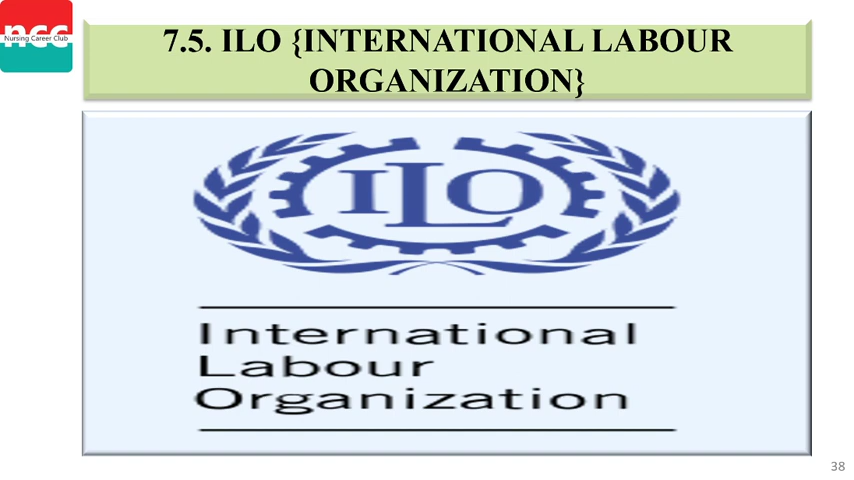 ncc
Nursing Career Club
7.5. ILO {INTERNATIONAL LABOUR
ORGANIZATION}
ILO
International
Labour
Organization
38